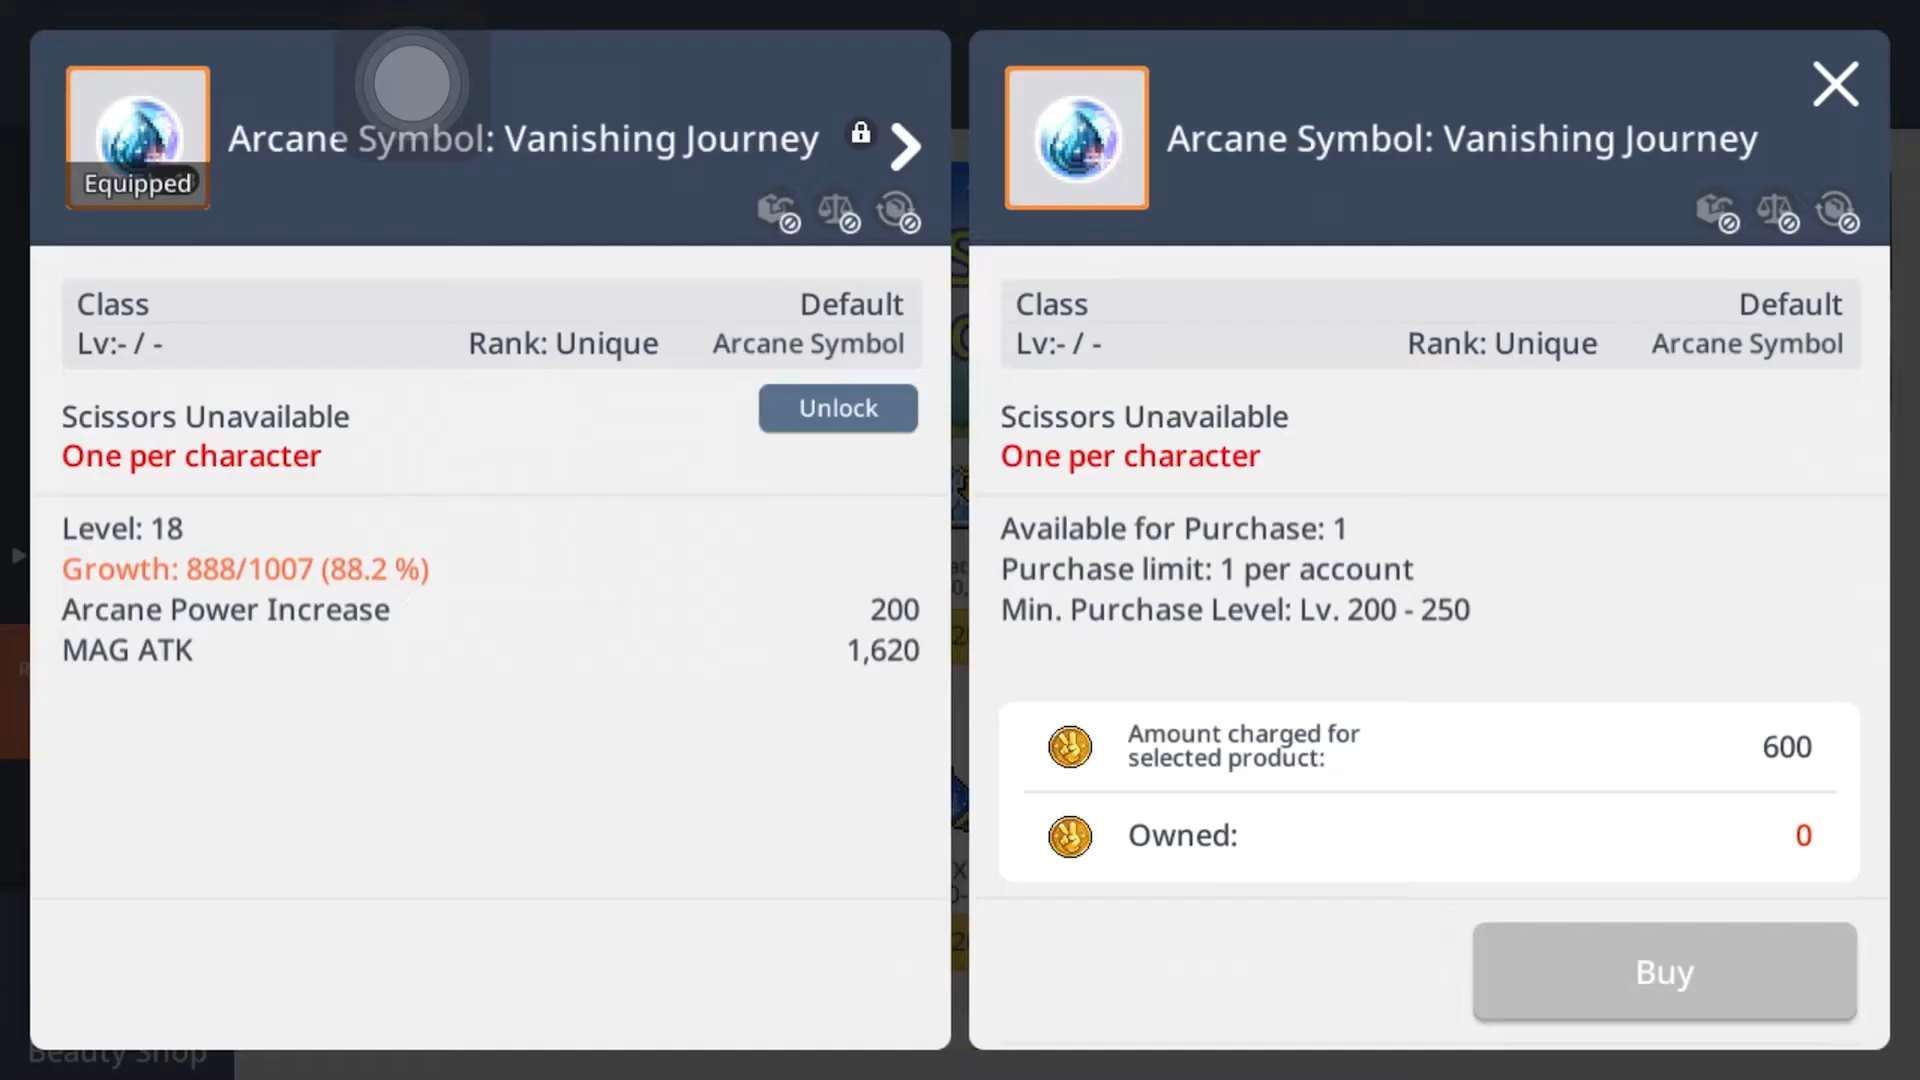 Arcane Symbol: Vanishing Journey
Equipped
Class Default
Lv:- / - Rank: Unique Arcane Symbol
Scissors Unavailable
Unlock
One per character
Level: 18
Growth: 888/1007 (88.2 %)
Arcane Power Increase 200
MAG ATK 1,620
Arcane Symbol: Vanishing Journey
Class Default
Lv:- / - Rank: Unique Arcane Symbol
Scissors Unavailable
One per character
Available for Purchase: 1
Purchase limit: 1 per account
Min. Purchase Level: Lv. 200 - 250
Amount charged for
selected product: 600
Owned: 0
Buy
Beauty Shop